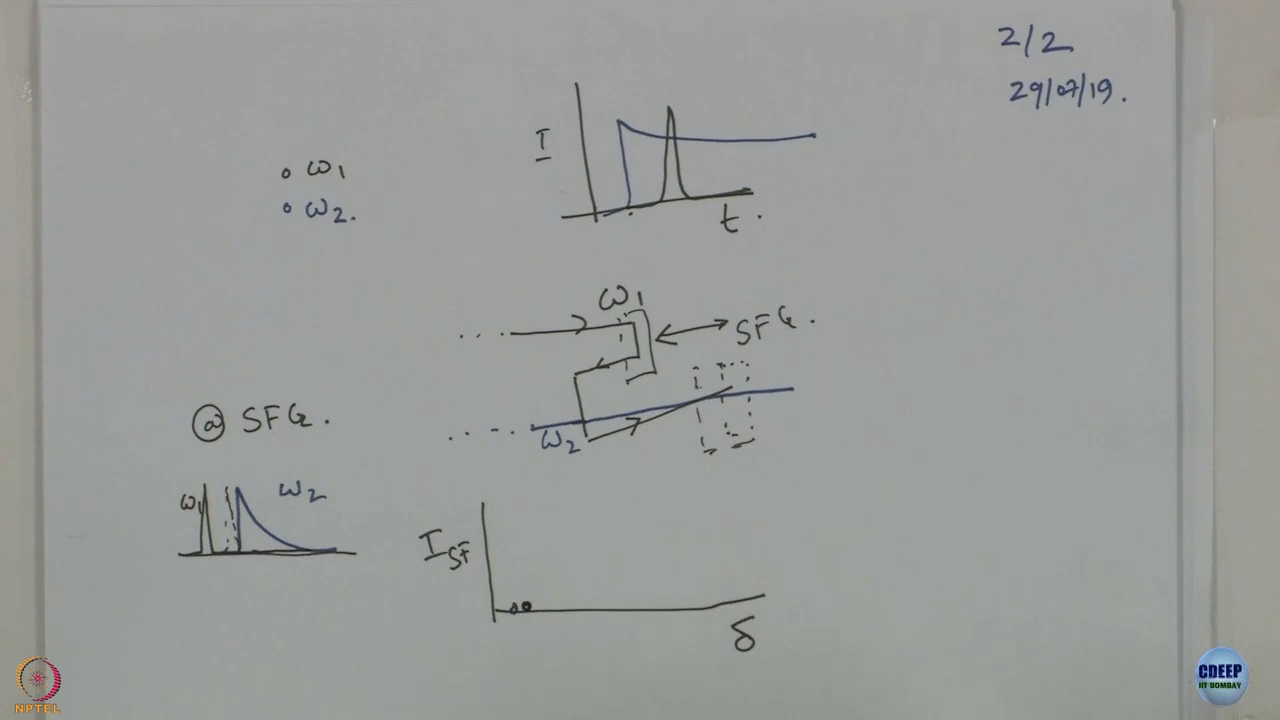 2/2
29/07/19.
I
t.
ω1
ω2.
ω1
SFG.
@ SFG.
ω2
ω1
ω2
ISF
δ
NPTEL
CDEEP
IIT BOMBAY